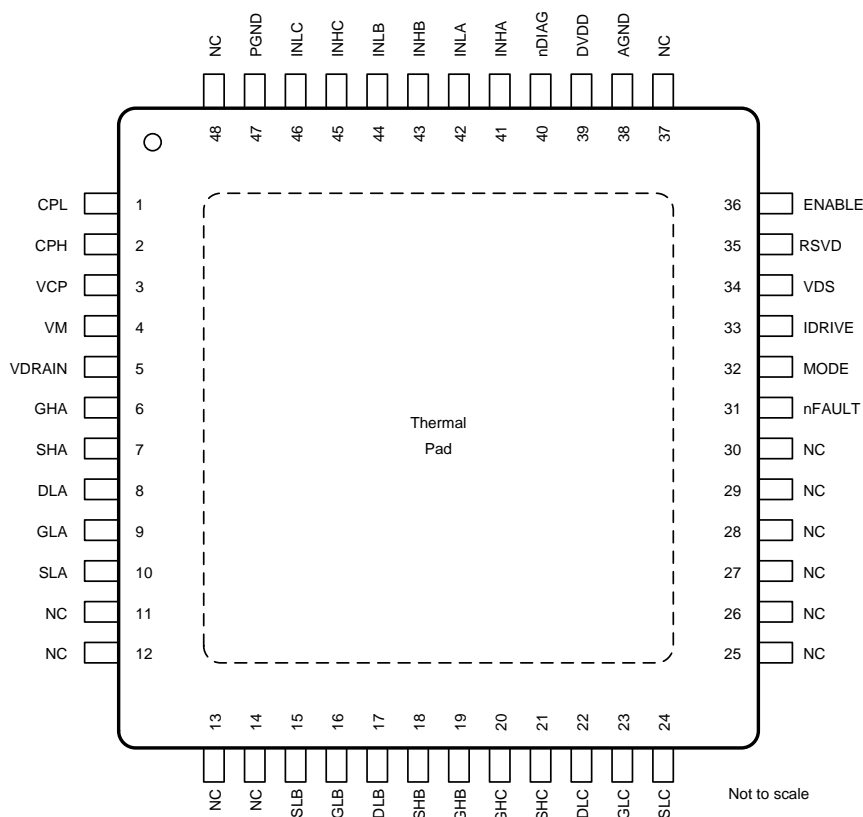 NC PGND INLC INHC INLB INHB INLA INHA nDIAG DVDD AGND NC
48 47 46 45 44 43 42 41 40 39 38 37
CPL 1 36 ENABLE
CPH 2 35 RSVD
VCP 3 34 VDS
VM 4 33 IDRIVE
VDRAIN 5 32 MODE
GHA 6 31 nFAULT
Thermal
Pad
SHA 7 30 NC
DLA 8 29 NC
GLA 9 28 NC
SLA 10 27 NC
NC 11 26 NC
NC 12 25 NC
13 14 15 16 17 18 19 20 21 22 23 24
NC NC SLB GLB DLB SHB GHB GHC SHC DLC GLC SLC
Not to scale